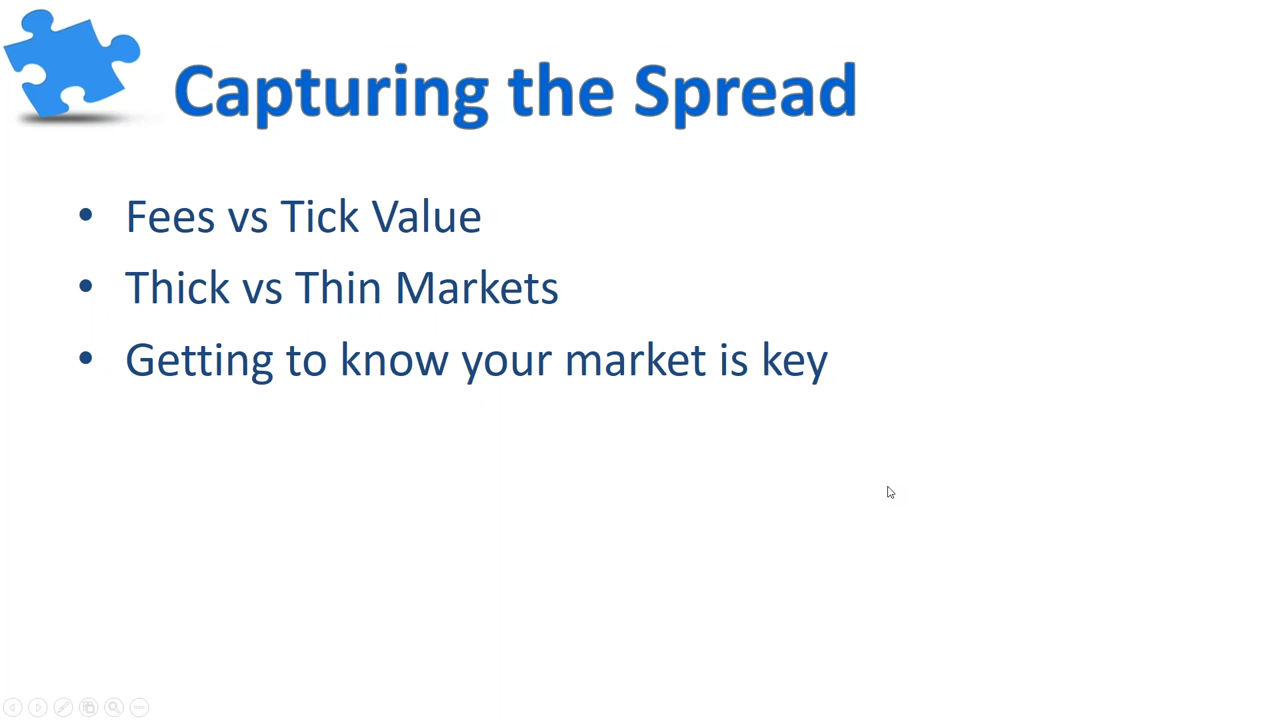 Capturing the Spread
• Fees vs Tick Value
• Thick vs Thin Markets
• Getting to know your market is key